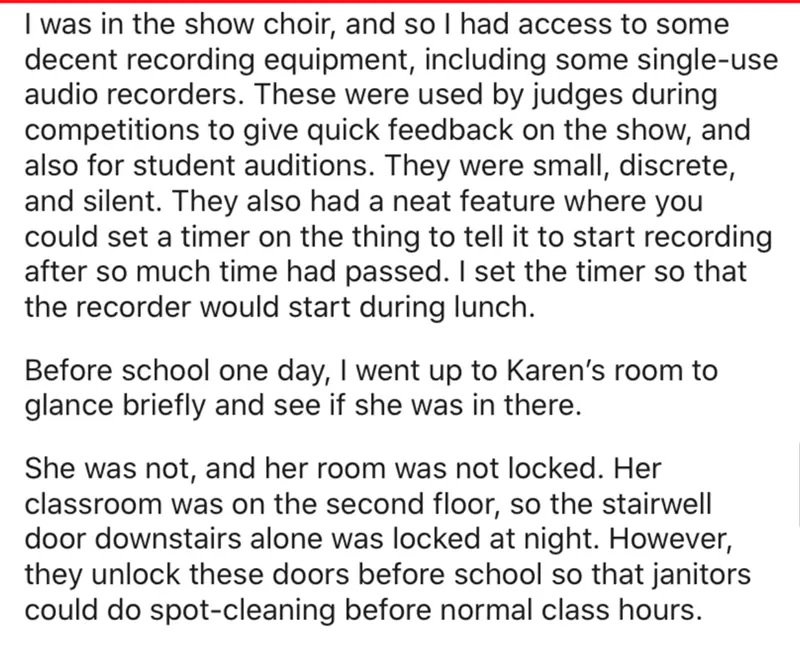 I was in the show choir, and so I had access to some
decent recording equipment, including some single-use
audio recorders. These were used by judges during
competitions to give quick feedback on the show, and
also for student auditions. They were small, discrete,
and silent. They also had a neat feature where you
could set a timer on the thing to tell it to start recording
after so much time had passed. I set the timer so that
the recorder would start during lunch.
Before school one day, I went up to Karen’s room to
glance briefly and see if she was in there.
She was not, and her room was not locked. Her
classroom was on the second floor, so the stairwell
door downstairs alone was locked at night. However,
they unlock these doors before school so that janitors
could do spot-cleaning before normal class hours.